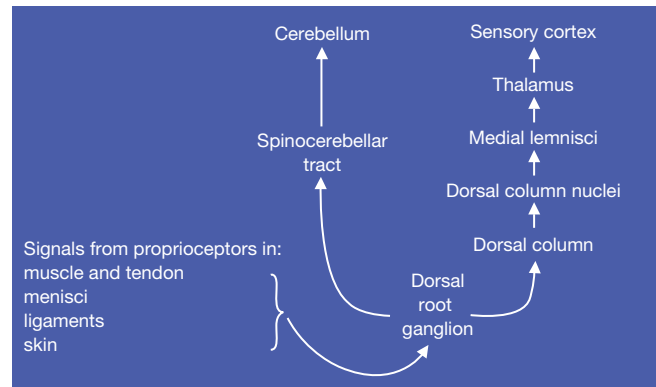 Cerebellum
Sensory cortex
Thalamus
Spinocerebellar
tract
Medial lemnisci
Dorsal column nuclei
Dorsal column
Signals from proprioceptors in:
muscle and tendon
menisci
ligaments
skin
Dorsal
root
ganglion